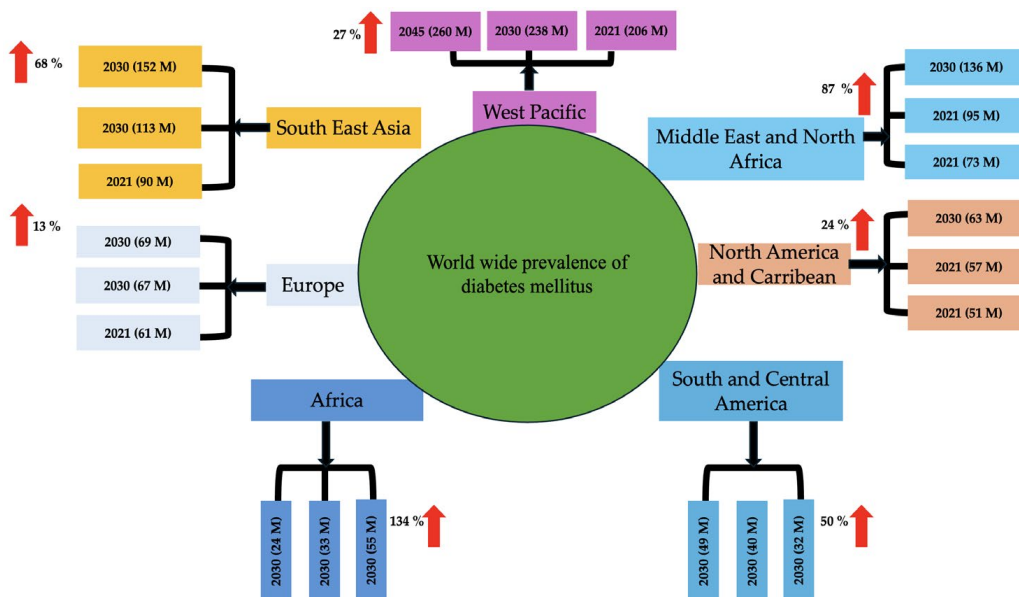 27 %
2045 (260 M)
2030 (238 M)
2021 (206 M)
West Pacific
68 %
2030 (152 M)
2030 (113 M)
2021 (90 M)
South East Asia
87 %
Middle East and North
Africa
2030 (136 M)
2021 (95 M)
2021 (73 M)
13 %
2030 (69 M)
2030 (67 M)
2021 (61 M)
Europe
World wide prevalence of
diabetes mellitus
24 %
North America
and Carribean
2030 (63 M)
2021 (57 M)
2021 (51 M)
Africa
2030 (24 M)
2030 (33 M)
2030 (55 M)
134 %
South and Central
America
2030 (49 M)
2030 (40 M)
2030 (32 M)
50 %